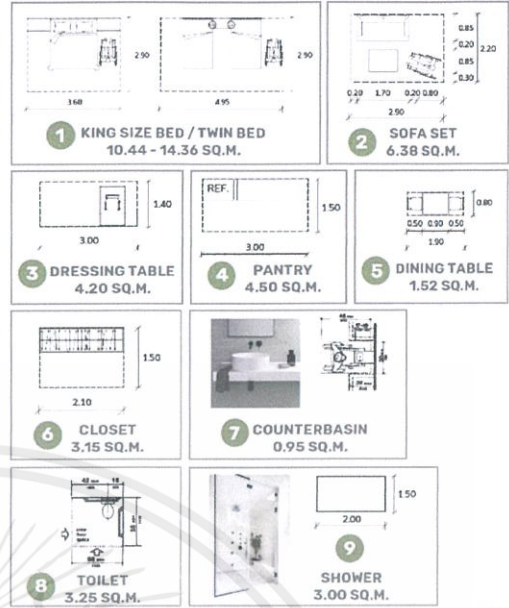 2.90
2.90
3.60
4.95
1 KING SIZE BED / TWIN BED
10.44 - 14.36 SQ.M.
0.85
0.20
0.85
0.30
2.20
0.20 1.70 0.20 0.80
2.90
2 SOFA SET
6.38 SQ.M.
1.40
3.00
3 DRESSING TABLE
4.20 SQ.M.
REF.
1.50
3.00
4 PANTRY
4.50 SQ.M.
0.80
0.50 0.90 0.50
1.90
5 DINING TABLE
1.52 SQ.M.
1.50
2.10
6 CLOSET
3.15 SQ.M.
7 COUNTERBASIN
0.95 SQ.M.
8 TOILET
3.25 SQ.M.
1.50
2.00
9
SHOWER
3.00 SQ.M.